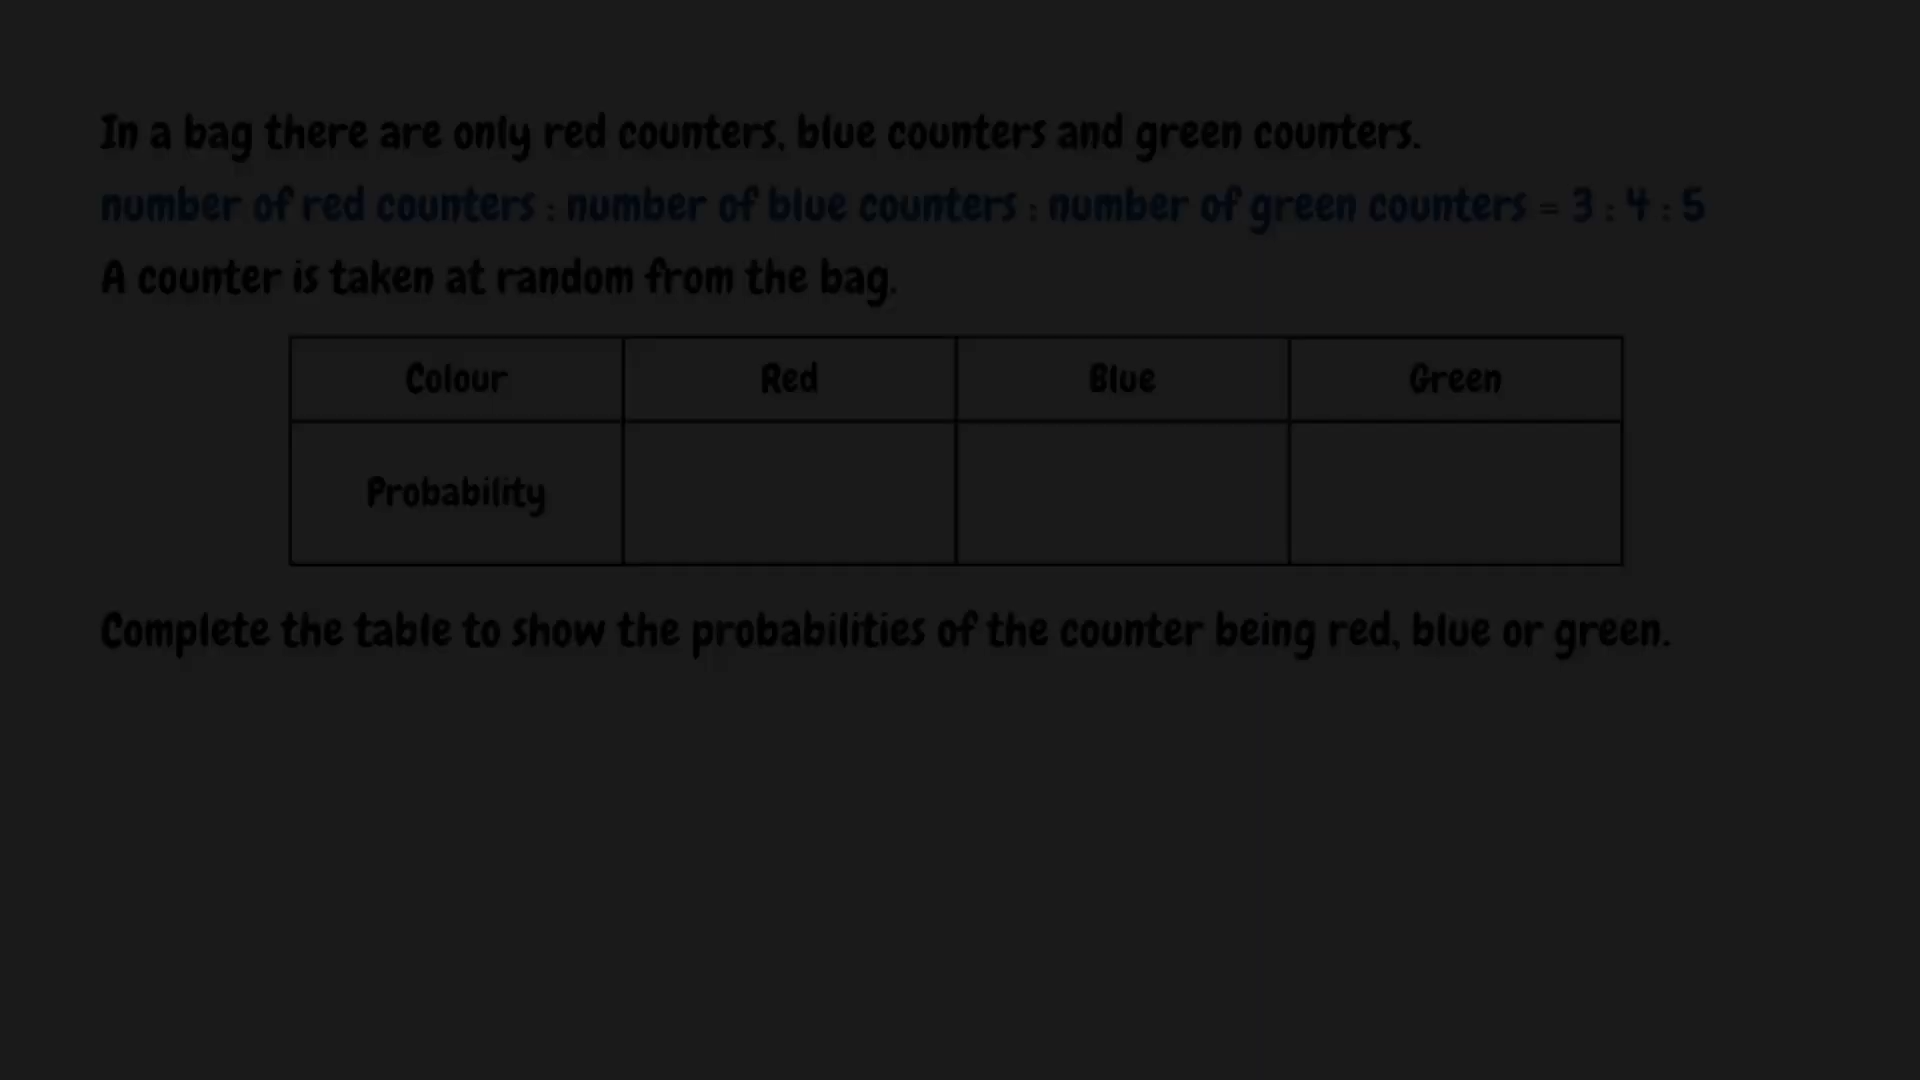 In a bag there are only red counters, blue counters and green counters.
number of red counters : number of blue counters : number of green counters = 3 : 4 : 5
A counter is taken at random from the bag.
Colour Red Blue Green
Probability
Complete the table to show the probabilities of the counter being red, blue or green.